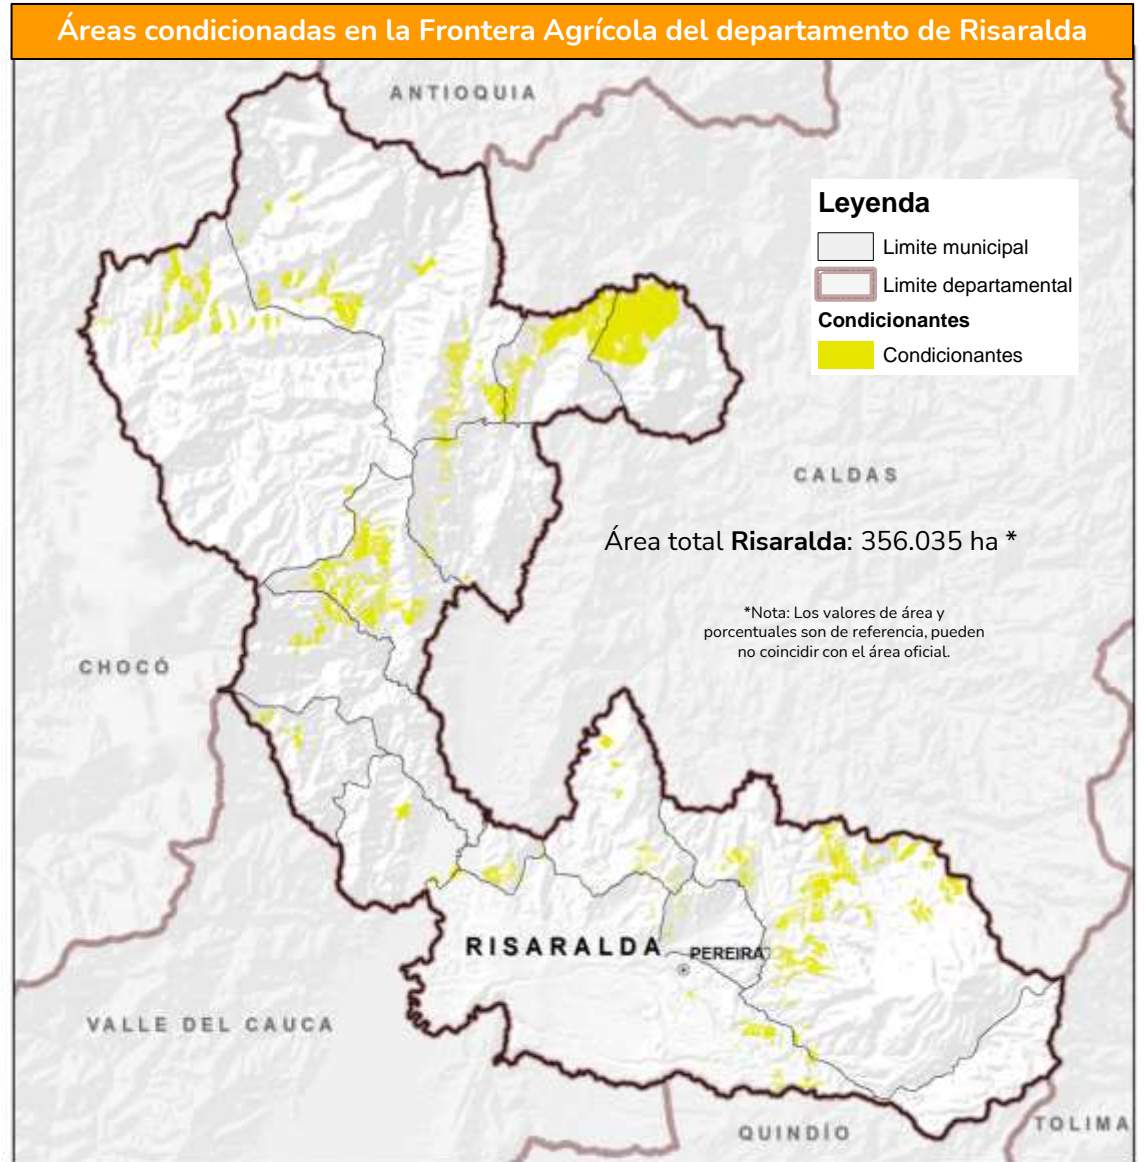 Áreas condicionadas en la Frontera Agrícola del departamento de Risaralda
ANTIOQUIA
Leyenda
Limite municipal
Limite departamental
Condicionantes
Condicionantes
CALDAS
Área total Risaralda: 356.035 ha *
*Nota: Los valores de área y
porcentuales son de referencia, pueden
no coincidir con el área oficial.
CHOCÓ
RISARALDA
PEREIRA
VALLE DEL CAUCA
QUINDÍO
TOLIMA